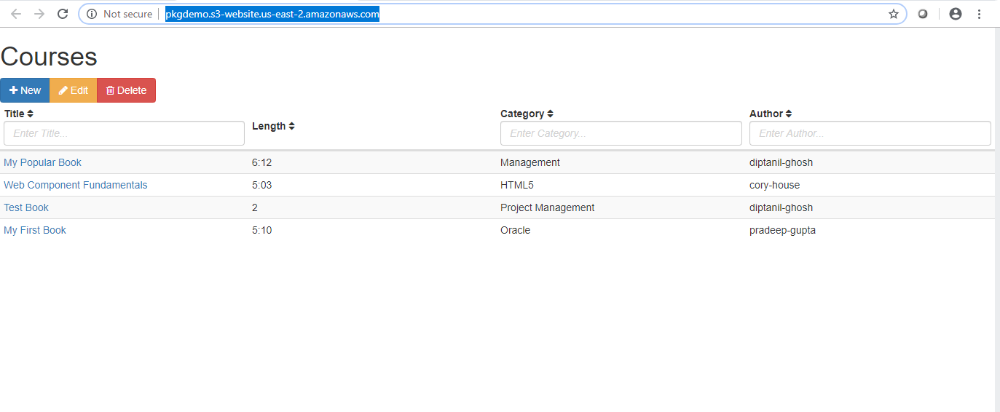 Not secure | pkgdemo.s3-website.us-east-2.amazonaws.com
Courses
New Edit Delete
Title Length Category Author
Enter Title... Enter Category... Enter Author...
My Popular Book 6:12 Management diptanil-ghosh
Web Component Fundamentals 5:03 HTML5 cory-house
Test Book 2 Project Management diptanil-ghosh
My First Book 5:10 Oracle pradeep-gupta